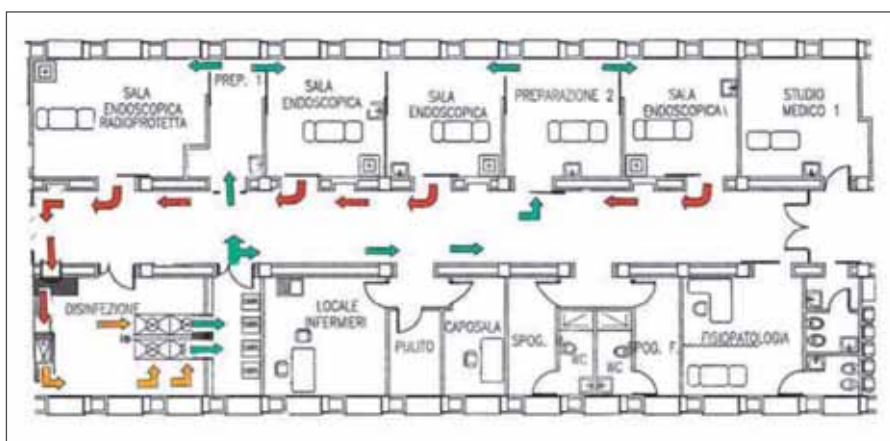 SALA
ENDOSCOPICA
RADIOPROTETTA
PREP. 1
SALA
ENDOSCOPICA
SALA
ENDOSCOPICA
PREPARAZIONE 2
SALA
ENDOSCOPICA
STUDIO
MEDICO 1
DISINFEZIONE
LOCALE
INFERMIERI
PULITO
CAPOSALA
SPOG.
WC
WC
SPOG. F.
FISIOPATOLOGIA